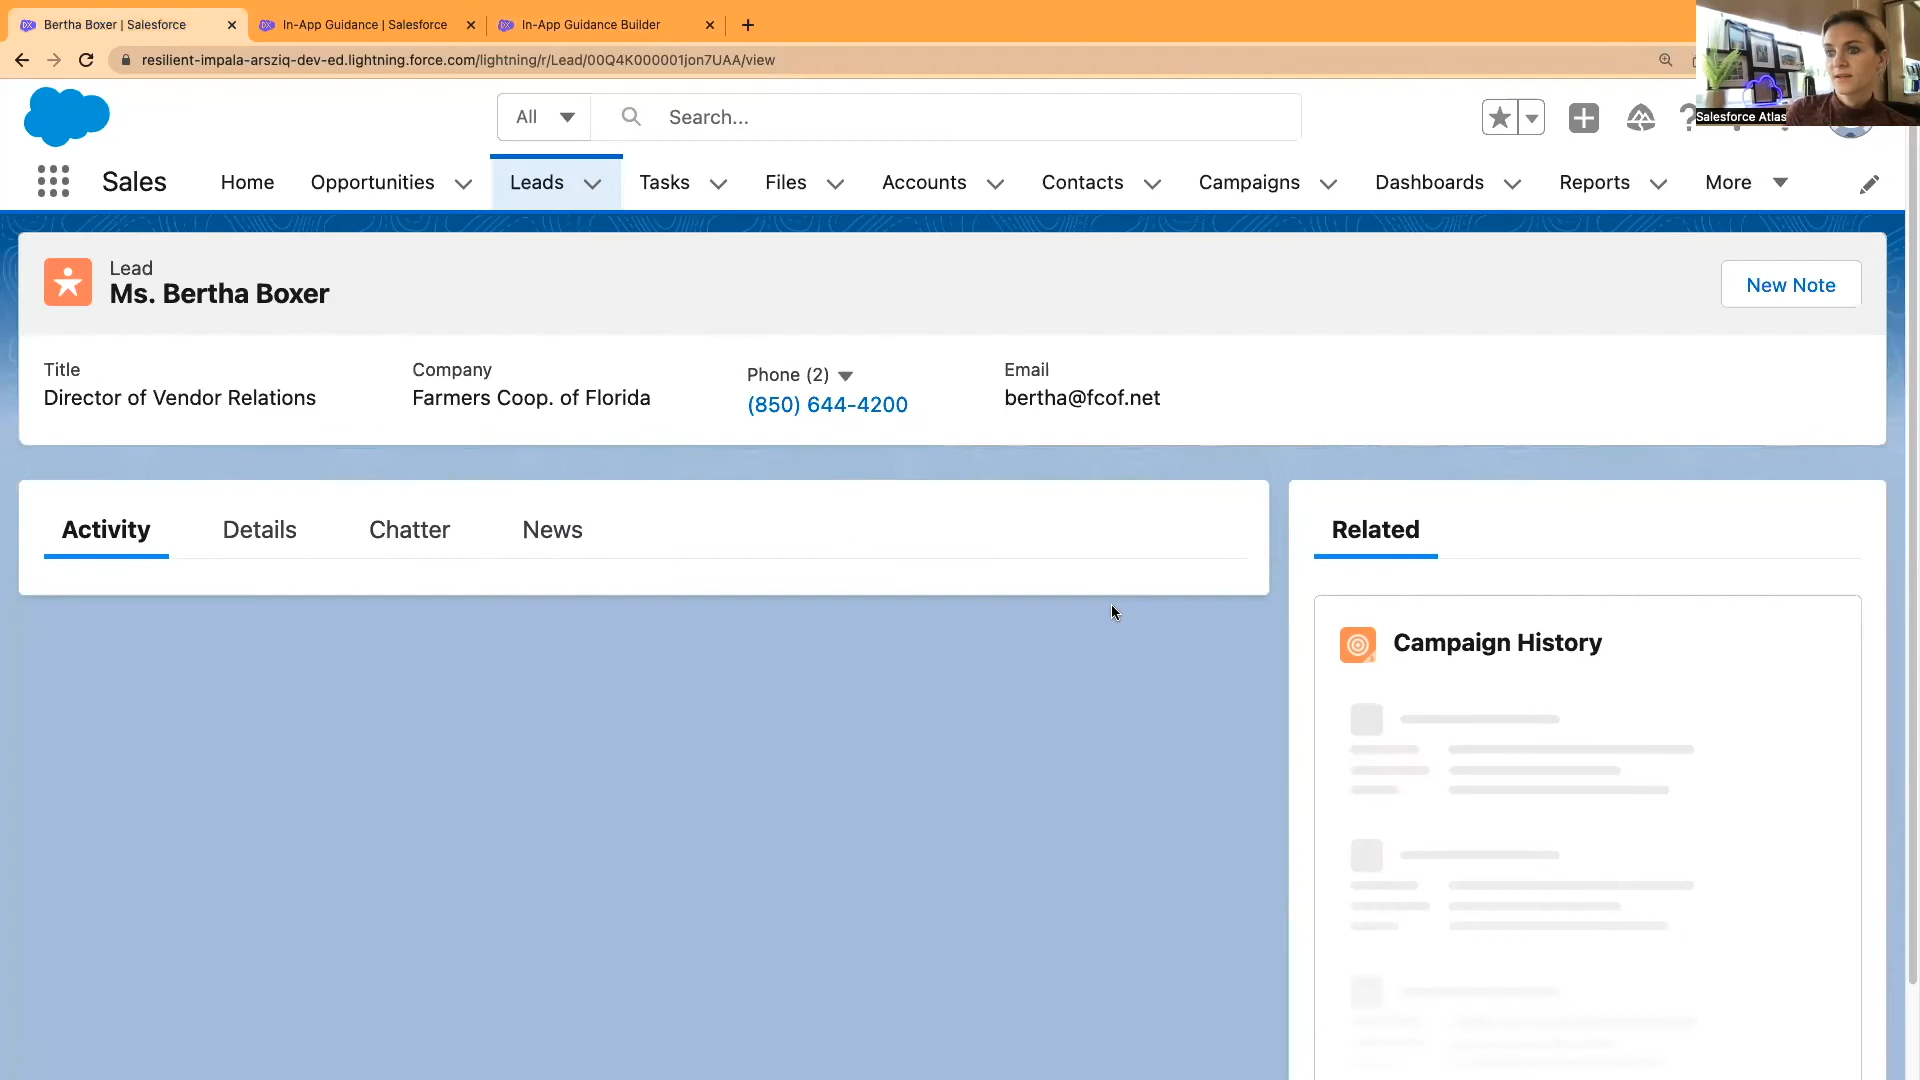 Bertha Boxer | Salesforce
In-App Guidance | Salesforce
In-App Guidance Builder
resilient-impala-arsziq-dev-ed.lightning.force.com/lightning/r/Lead/00Q4K000001jon7UAA/view
All
Search...
Salesforce Atlas
Sales
Home
Opportunities
Leads
Tasks
Files
Accounts
Contacts
Campaigns
Dashboards
Reports
More
Lead
Ms. Bertha Boxer
New Note
Title
Director of Vendor Relations
Company
Farmers Coop. of Florida
Phone (2)
(850) 644-4200
Email
bertha@fcof.net
Activity
Details
Chatter
News
Related
Campaign History